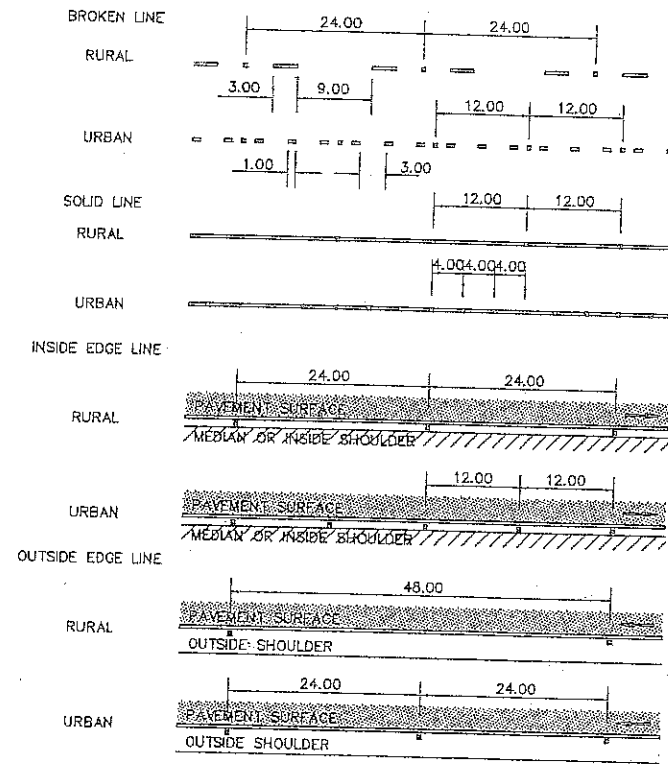 BROKEN LINE
24.00 24.00
RURAL
3.00 9.00
12.00 12.00
URBAN
1.00 3.00
12.00 12.00
SOLID LINE
RURAL
4.00 4.00 4.00
URBAN
INSIDE EDGE LINE
24.00 24.00
RURAL
PAVEMENT SURFACE
MEDIAN OR INSIDE SHOULDER
12.00 12.00
URBAN
PAVEMENT SURFACE
MEDIAN OR INSIDE SHOULDER
OUTSIDE EDGE LINE
48.00
RURAL
PAVEMENT SURFACE
OUTSIDE SHOULDER
24.00 24.00
URBAN
PAVEMENT SURFACE
OUTSIDE SHOULDER